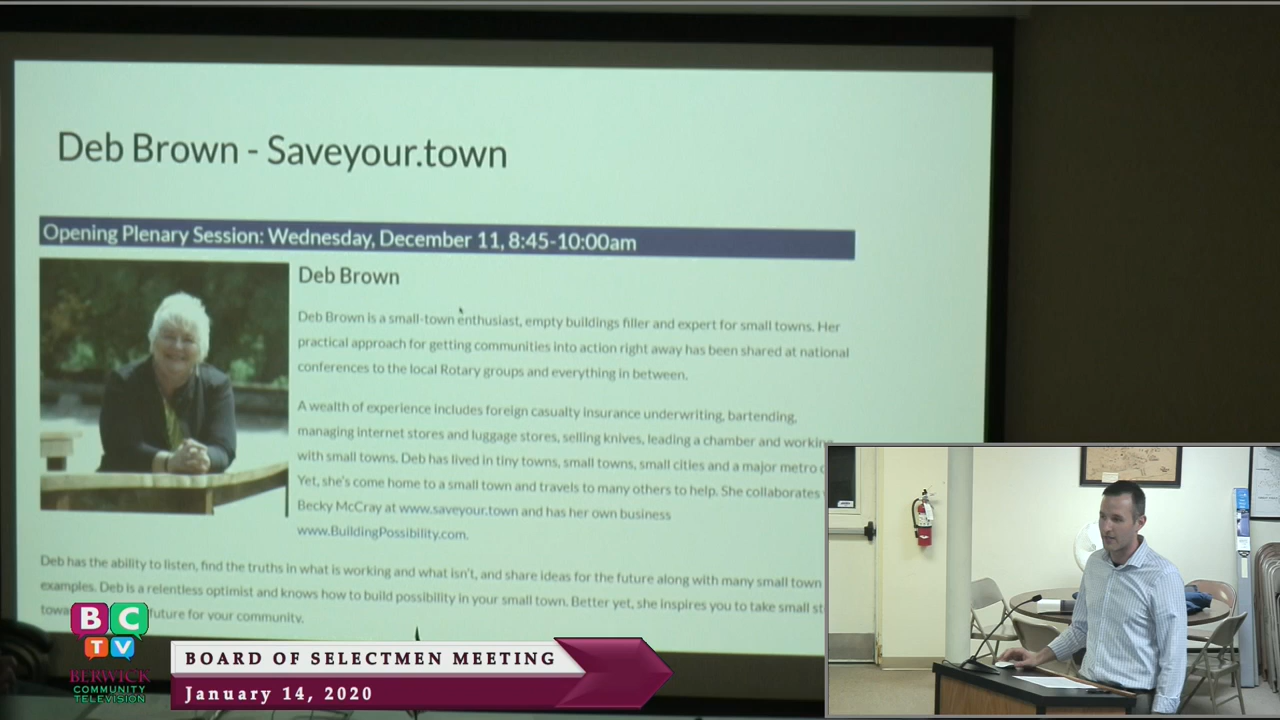 Deb Brown - Saveyour.town
Opening Plenary Session: Wednesday, December 11, 8:45-10:00am
Deb Brown
Deb Brown is a small-town enthusiast, empty buildings filler and expert for small towns. Her
practical approach for getting communities into action right away has been shared at national
conferences to the local Rotary groups and everything in between.
A wealth of experience includes foreign casualty insurance underwriting, bartending,
managing internet stores and luggage stores, selling knives, leading a chamber and working
with small towns. Deb has lived in tiny towns, small towns, small cities and a major metro
Yet, she's come home to a small town and travels to many others to help. She collaborates
Becky McCray at www.saveyour.town and has her own business
www.BuildingPossibility.com.
Deb has the ability to listen, find the truths in what is working and what isn't, and share ideas for the future along with many small town
examples. Deb is a relentless optimist and knows how to build possibility in your small town. Better yet, she inspires you to take small
future for your community.
BC
TV
BERWICK
COMMUNITY
TELEVISION
BOARD OF SELECTMEN MEETING
January 14, 2020